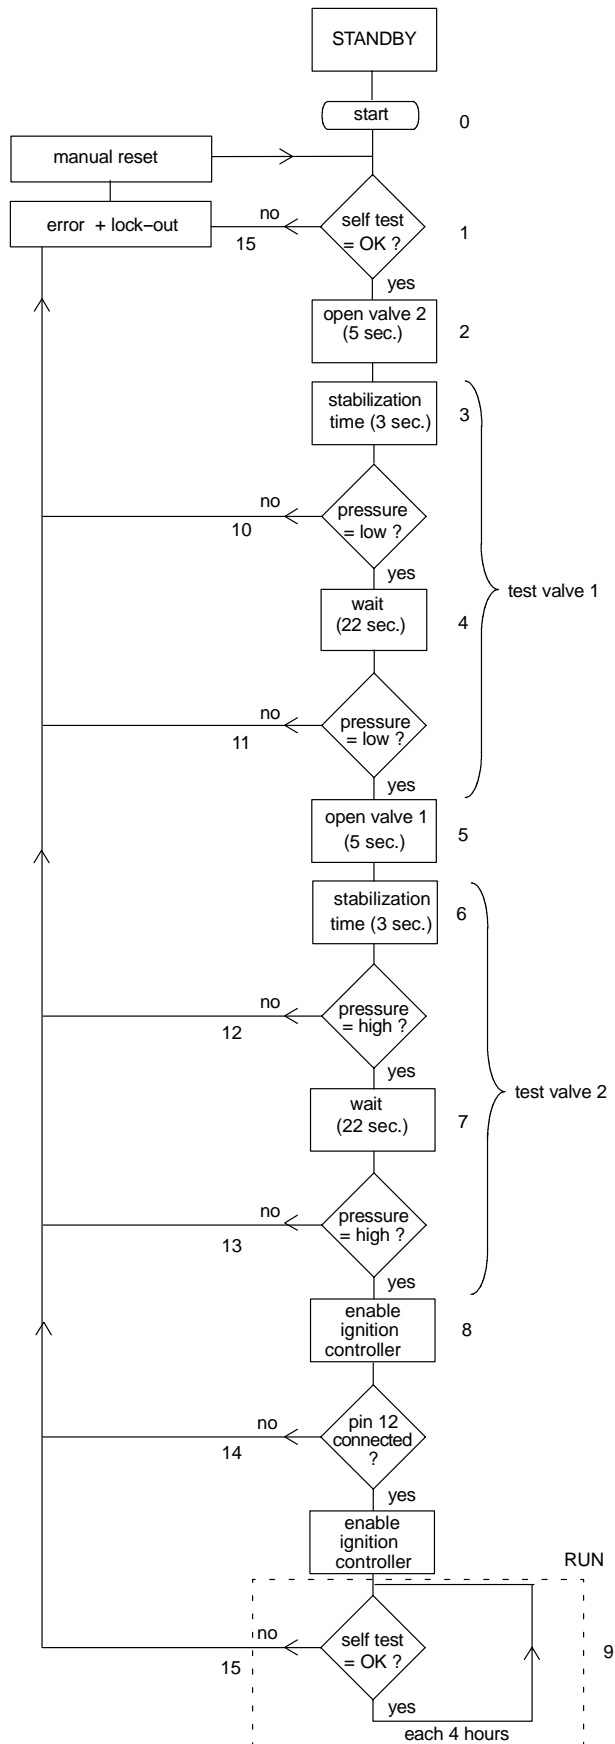 STANDBY
start
0
manual reset
error + lock–out
no
15
self test
= OK ?
1
yes
open valve 2
(5 sec.)
2
stabilization
time (3 sec.)
3
no
10
pressure
= low ?
yes
wait
(22 sec.)
4
test valve 1
no
11
pressure
= low ?
yes
open valve 1
(5 sec.)
5
stabilization
time (3 sec.)
6
no
12
pressure
= high ?
yes
wait
(22 sec.)
7
test valve 2
no
13
pressure
= high ?
yes
enable
ignition
controller
8
no
14
pin 12
connected
?
yes
enable
ignition
controller
RUN
no
15
self test
= OK ?
9
yes
each 4 hours